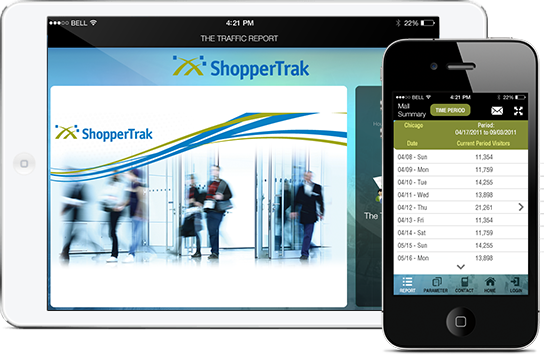 BELL 4:21 PM 22%
THE TRAFFIC REPORT
ShopperTrak
ShopperTrak
The T
BELL 4:21 PM 22%
Mall Summary
TIME PERIOD
Chicago Period:
04/17/2011 to 09/03/2011
Date Current Period Visitors
04/08 - Sun 11,354
04/09 - Mon 11,759
04/10 - Tue 14,255
04/11 - Wed 13,898
04/12 - Thu 21,261
04/13 - Fri 11,354
04/14 - Sat 11,759
05/15 - Sun 14,255
05/16 - Mon 13,898
REPORT PARAMETER CONTACT HOME LOGIN